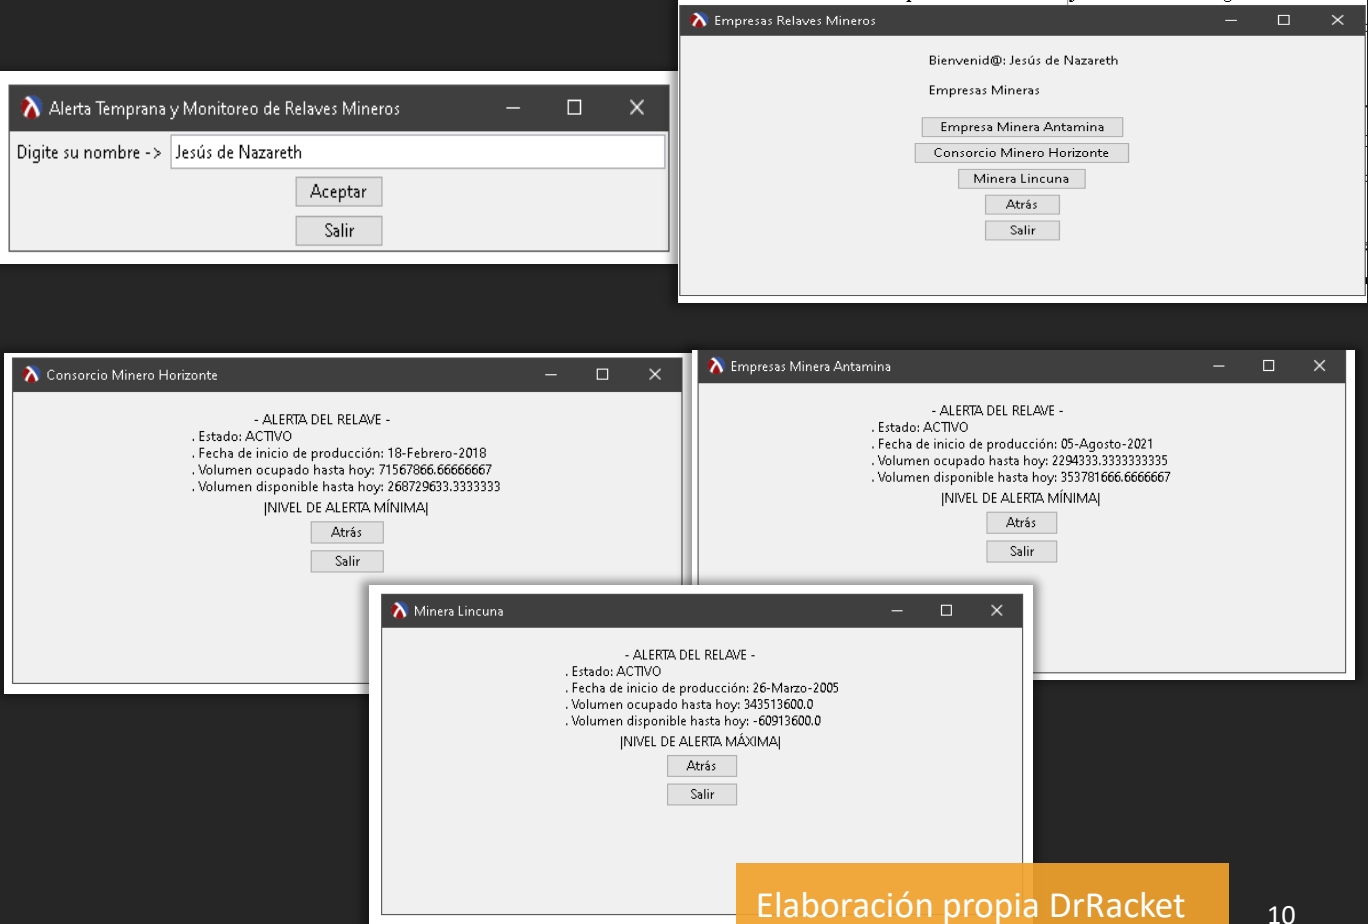 Alerta Temprana y Monitoreo de Relaves Mineros
Digite su nombre -> Jesús de Nazareth
Aceptar
Salir
Empresas Relaves Mineros
Bienvenid@: Jesús de Nazareth
Empresas Mineras
Empresa Minera Antamina
Consorcio Minero Horizonte
Minera Lincuna
Atrás
Salir
Consorcio Minero Horizonte
- ALERTA DEL RELAVE -
. Estado: ACTIVO
. Fecha de inicio de producción: 18-Febrero-2018
. Volumen ocupado hasta hoy: 71567866.66666667
. Volumen disponible hasta hoy: 268729633.3333333
|NIVEL DE ALERTA MÍNIMA|
Atrás
Salir
Empresas Minera Antamina
- ALERTA DEL RELAVE -
. Estado: ACTIVO
. Fecha de inicio de producción: 05-Agosto-2021
. Volumen ocupado hasta hoy: 2294333.3333333335
. Volumen disponible hasta hoy: 353781666.6666667
|NIVEL DE ALERTA MÍNIMA|
Atrás
Salir
Minera Lincuna
- ALERTA DEL RELAVE -
. Estado: ACTIVO
. Fecha de inicio de producción: 26-Marzo-2005
. Volumen ocupado hasta hoy: 343513600.0
. Volumen disponible hasta hoy: -60913600.0
|NIVEL DE ALERTA MÁXIMA|
Atrás
Salir
Elaboración propia DrRacket
10